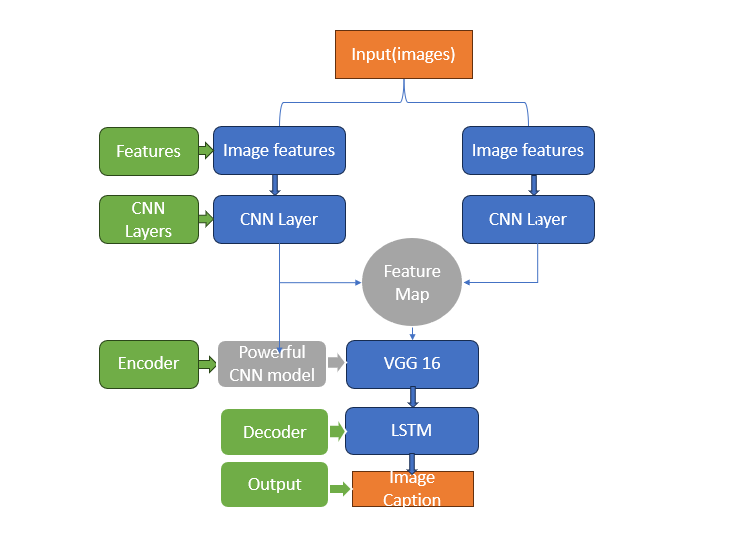 Input(images)
Features
Image features
Image features
CNN
Layers
CNN Layer
CNN Layer
Feature
Map
Encoder
Powerful
CNN model
VGG 16
Decoder
LSTM
Output
Image
Caption